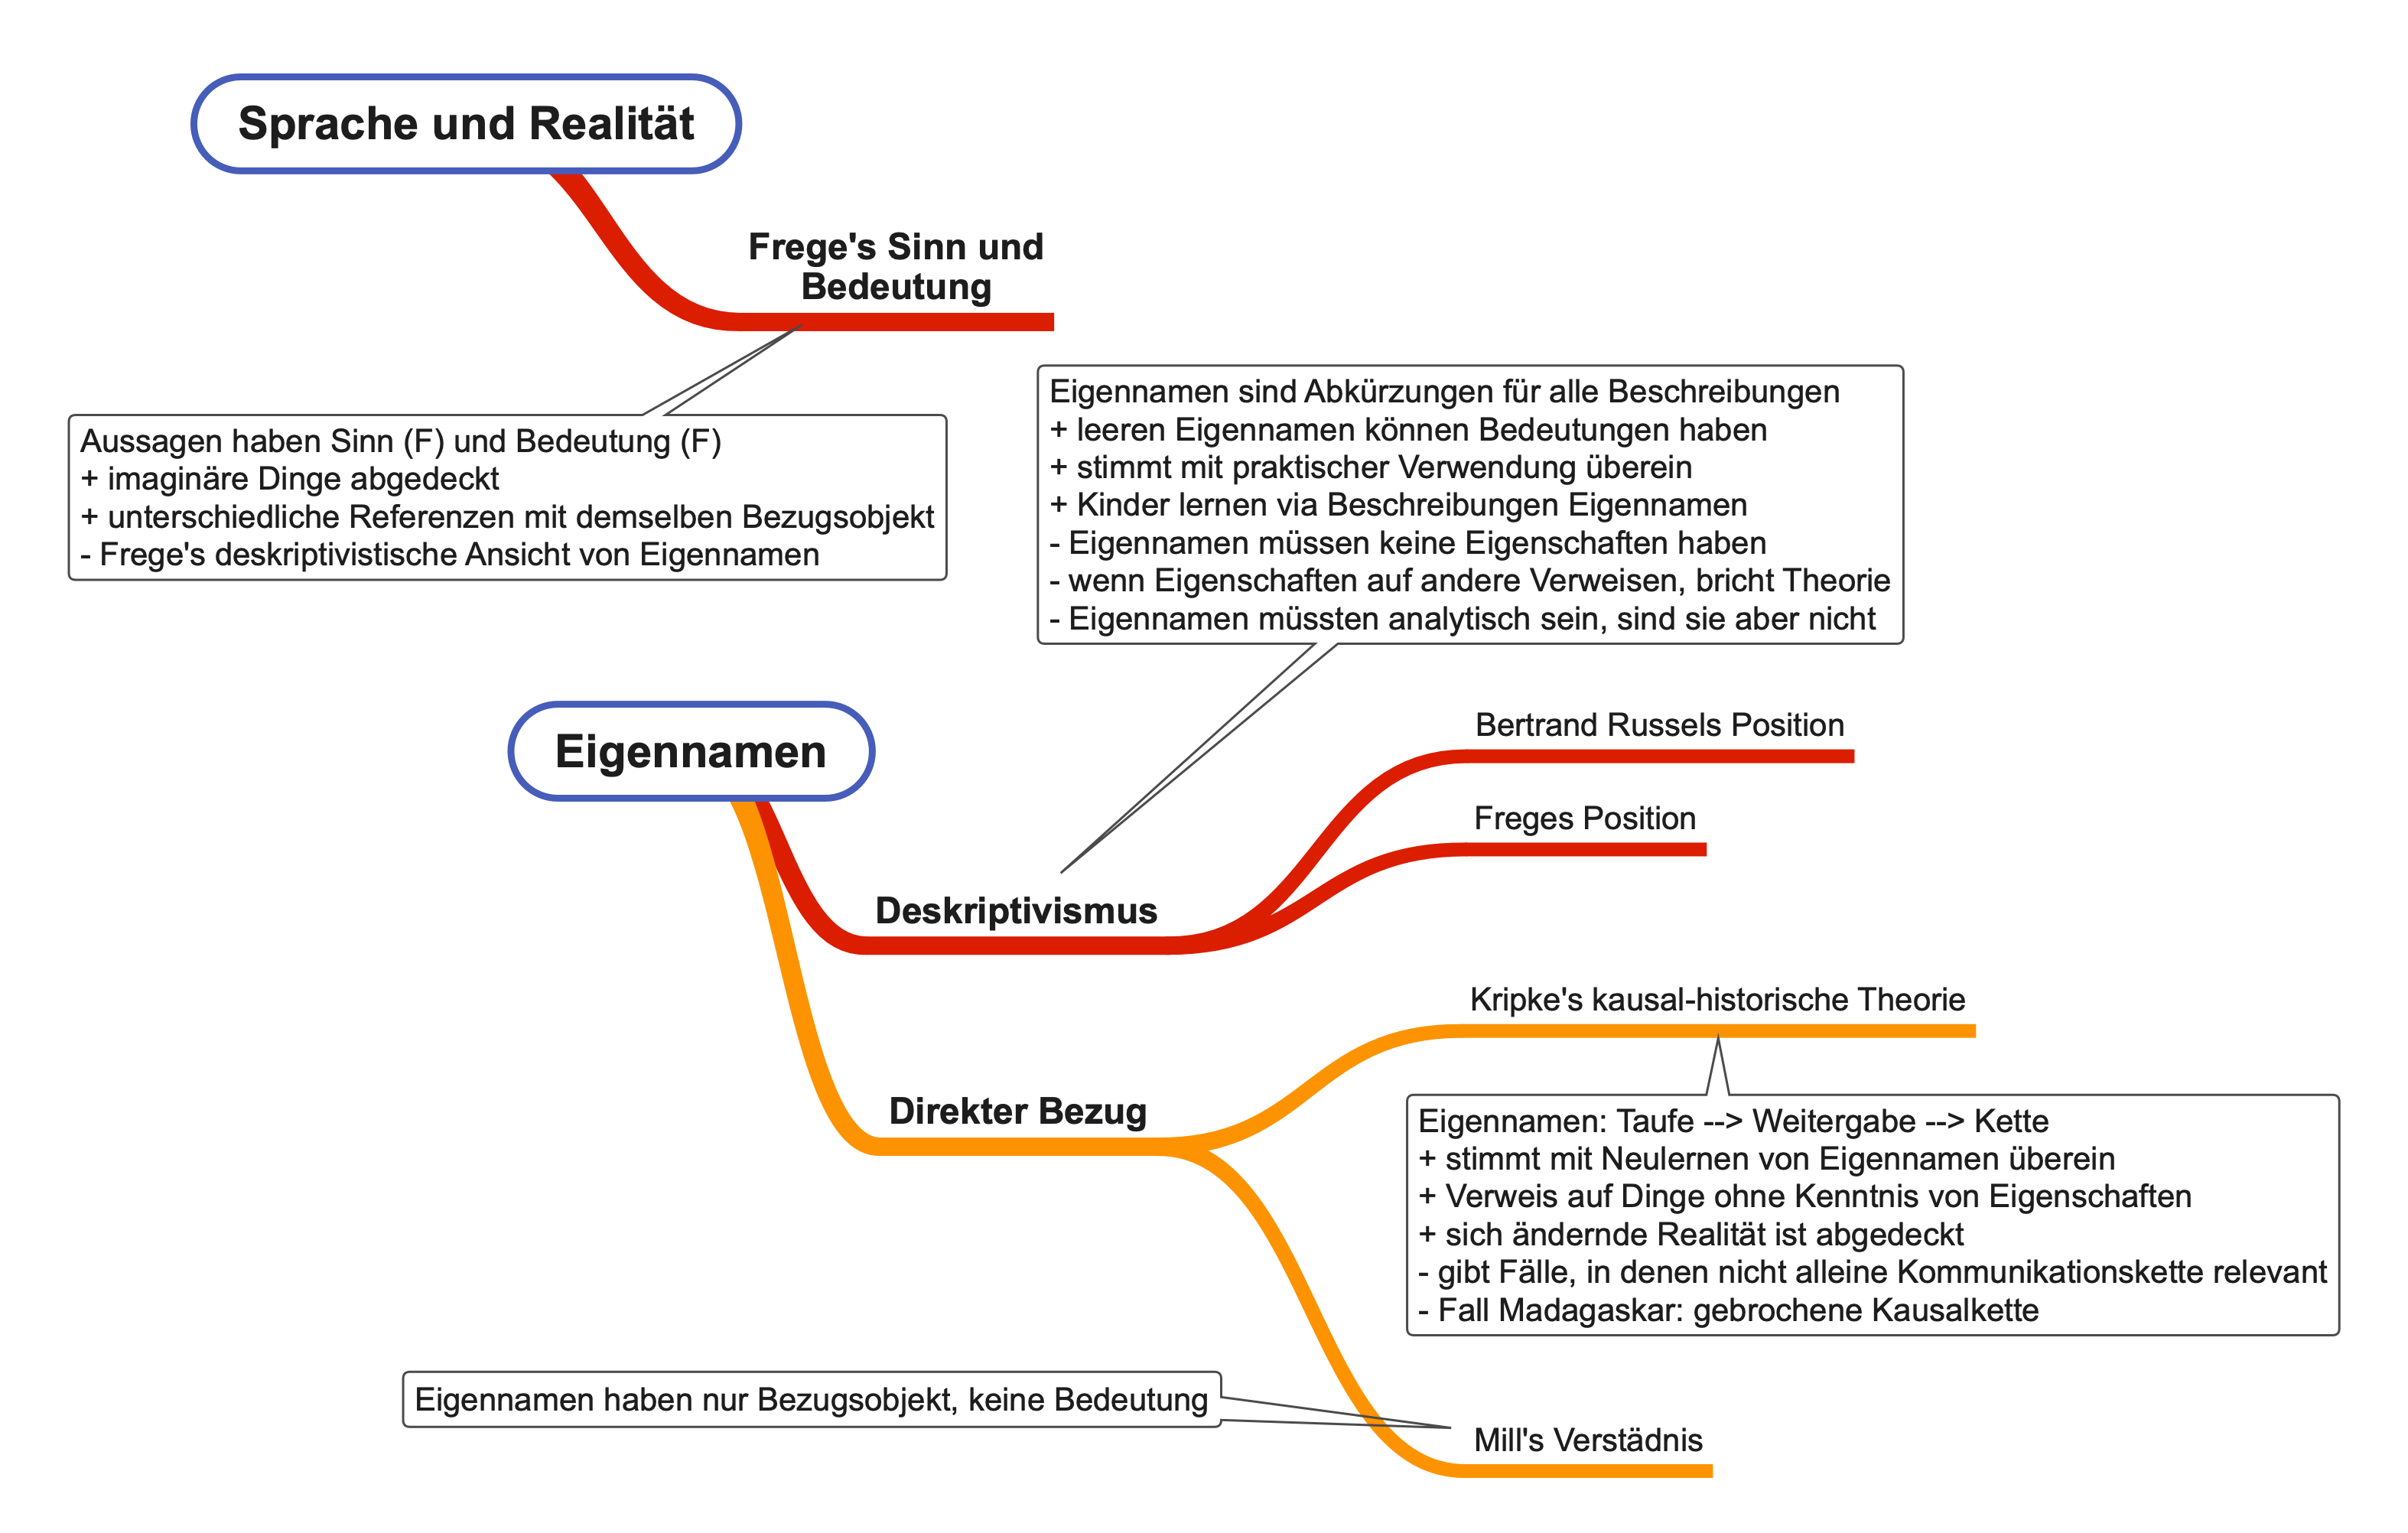 Sprache und Realität
Frege's Sinn und
Bedeutung
Aussagen haben Sinn (F) und Bedeutung (F)
+ imaginäre Dinge abgedeckt
+ unterschiedliche Referenzen mit demselben Bezugsobjekt
- Frege's deskriptivistische Ansicht von Eigennamen
Eigennamen sind Abkürzungen für alle Beschreibungen
+ leeren Eigennamen können Bedeutungen haben
+ stimmt mit praktischer Verwendung überein
+ Kinder lernen via Beschreibungen Eigennamen
- Eigennamen müssen keine Eigenschaften haben
- wenn Eigenschaften auf andere Verweisen, bricht Theorie
- Eigennamen müssten analytisch sein, sind sie aber nicht
Eigennamen
Bertrand Russels Position
Freges Position
Deskriptivismus
Kripke's kausal-historische Theorie
Direkter Bezug
Eigennamen: Taufe --> Weitergabe --> Kette
+ stimmt mit Neulernen von Eigennamen überein
+ Verweis auf Dinge ohne Kenntnis von Eigenschaften
+ sich ändernde Realität ist abgedeckt
- gibt Fälle, in denen nicht alleine Kommunikationskette relevant
- Fall Madagaskar: gebrochene Kausalkette
Eigennamen haben nur Bezugsobjekt, keine Bedeutung
Mill's Verstädnis